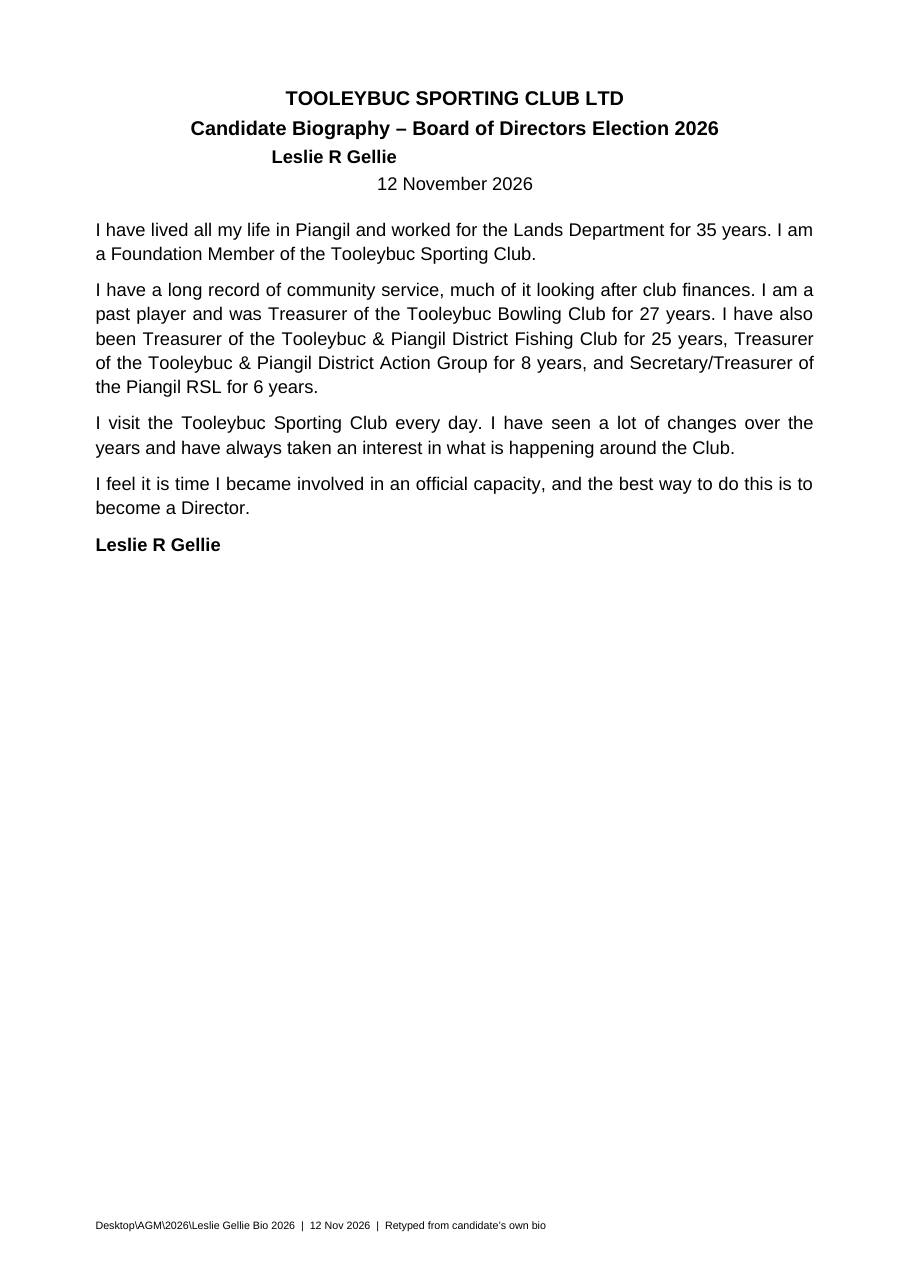 TOOLEYBUC SPORTING CLUB LTD
Candidate Biography – Board of Directors Election 2026
Leslie R Gellie
12 November 2026
I have lived all my life in Piangil and worked for the Lands Department for 35 years. I am
a Foundation Member of the Tooleybuc Sporting Club.
I have a long record of community service, much of it looking after club finances. I am a
past player and was Treasurer of the Tooleybuc Bowling Club for 27 years. I have also
been Treasurer of the Tooleybuc & Piangil District Fishing Club for 25 years, Treasurer
of the Tooleybuc & Piangil District Action Group for 8 years, and Secretary/Treasurer of
the Piangil RSL for 6 years.
I visit the Tooleybuc Sporting Club every day. I have seen a lot of changes over the
years and have always taken an interest in what is happening around the Club.
I feel it is time I became involved in an official capacity, and the best way to do this is to
become a Director.
Leslie R Gellie
Desktop\AGM\2026\Leslie Gellie Bio 2026 | 12 Nov 2026 | Retyped from candidate’s own bio